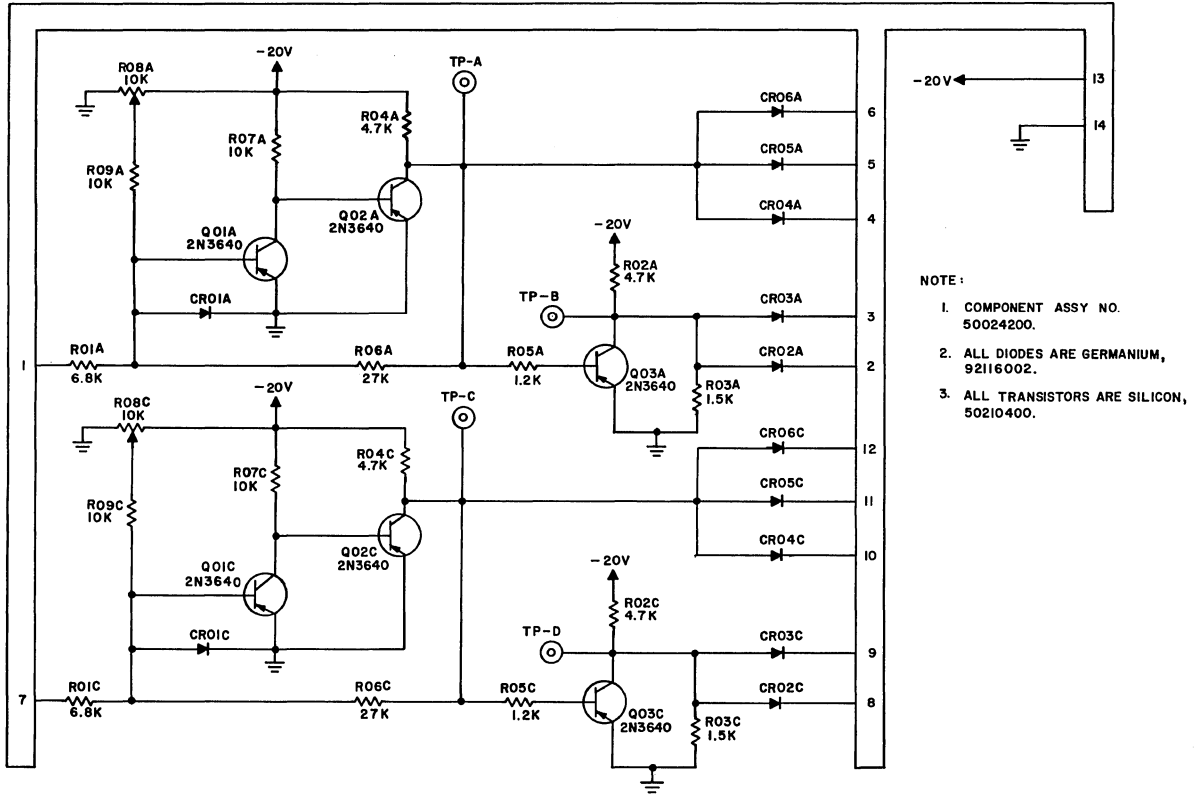 -20V
TP-A
R08A
10K
R04A
4.7K
R07A
10K
R09A
10K
Q02A
2N3640
Q01A
2N3640
CR01A
CR06A
6
CR05A
5
CR04A
4
-20V
13
14
-20V
R02A
4.7K
TP-B
CR03A
3
R01A
6.8K
1
R06A
27K
R05A
1.2K
Q03A
2N3640
CR02A
2
R03A
1.5K
NOTE:
1. COMPONENT ASSY NO.
50024200.
2. ALL DIODES ARE GERMANIUM,
92116002.
3. ALL TRANSISTORS ARE SILICON,
50210400.
-20V
TP-C
R08C
10K
R04C
4.7K
R07C
10K
R09C
10K
Q02C
2N3640
Q01C
2N3640
CR01C
CR06C
12
CR05C
11
CR04C
10
-20V
R02C
4.7K
TP-D
CR03C
9
7
R01C
6.8K
R06C
27K
R05C
1.2K
Q03C
2N3640
CR02C
8
R03C
1.5K